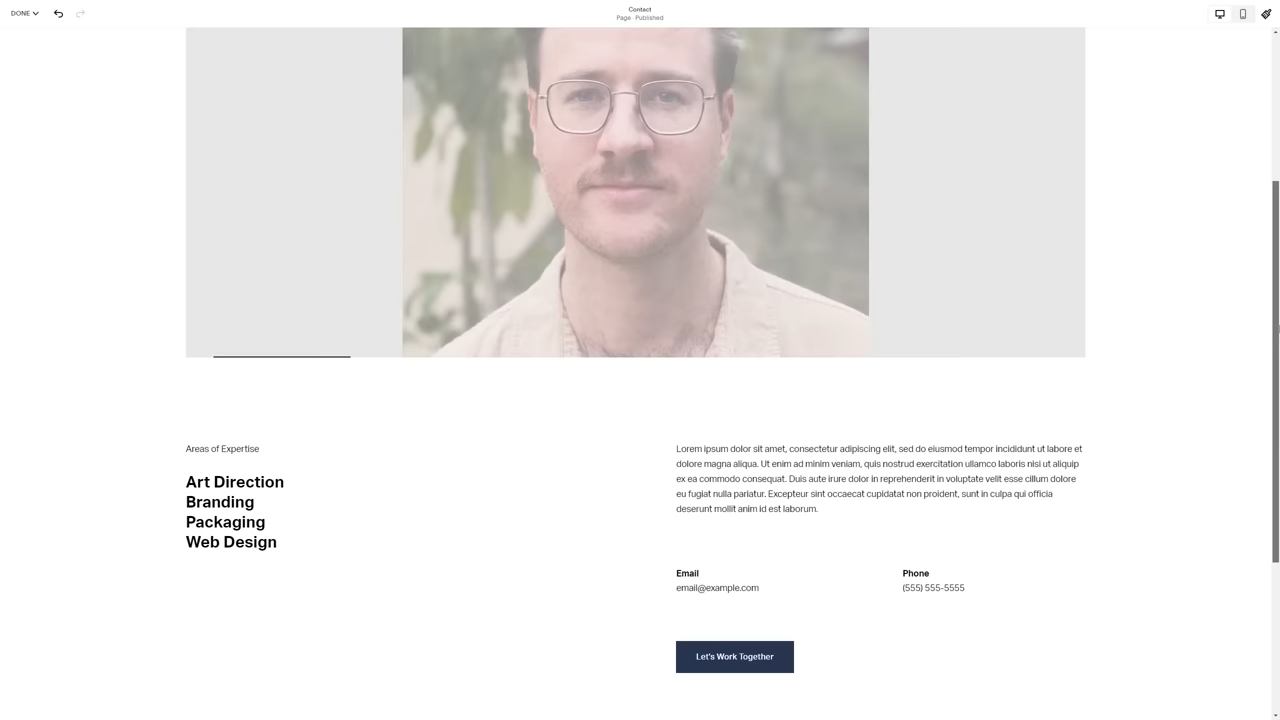 DONE
Contact
Page · Published
Areas of Expertise
Art Direction
Branding
Packaging
Web Design
Lorem ipsum dolor sit amet, consectetur adipiscing elit, sed do eiusmod tempor incididunt ut labore et
dolore magna aliqua. Ut enim ad minim veniam, quis nostrud exercitation ullamco laboris nisi ut aliquip
ex ea commodo consequat. Duis aute irure dolor in reprehenderit in voluptate velit esse cillum dolore
eu fugiat nulla pariatur. Excepteur sint occaecat cupidatat non proident, sunt in culpa qui officia
deserunt mollit anim id est laborum.
Email
email@example.com
Phone
(555) 555-5555
Let's Work Together